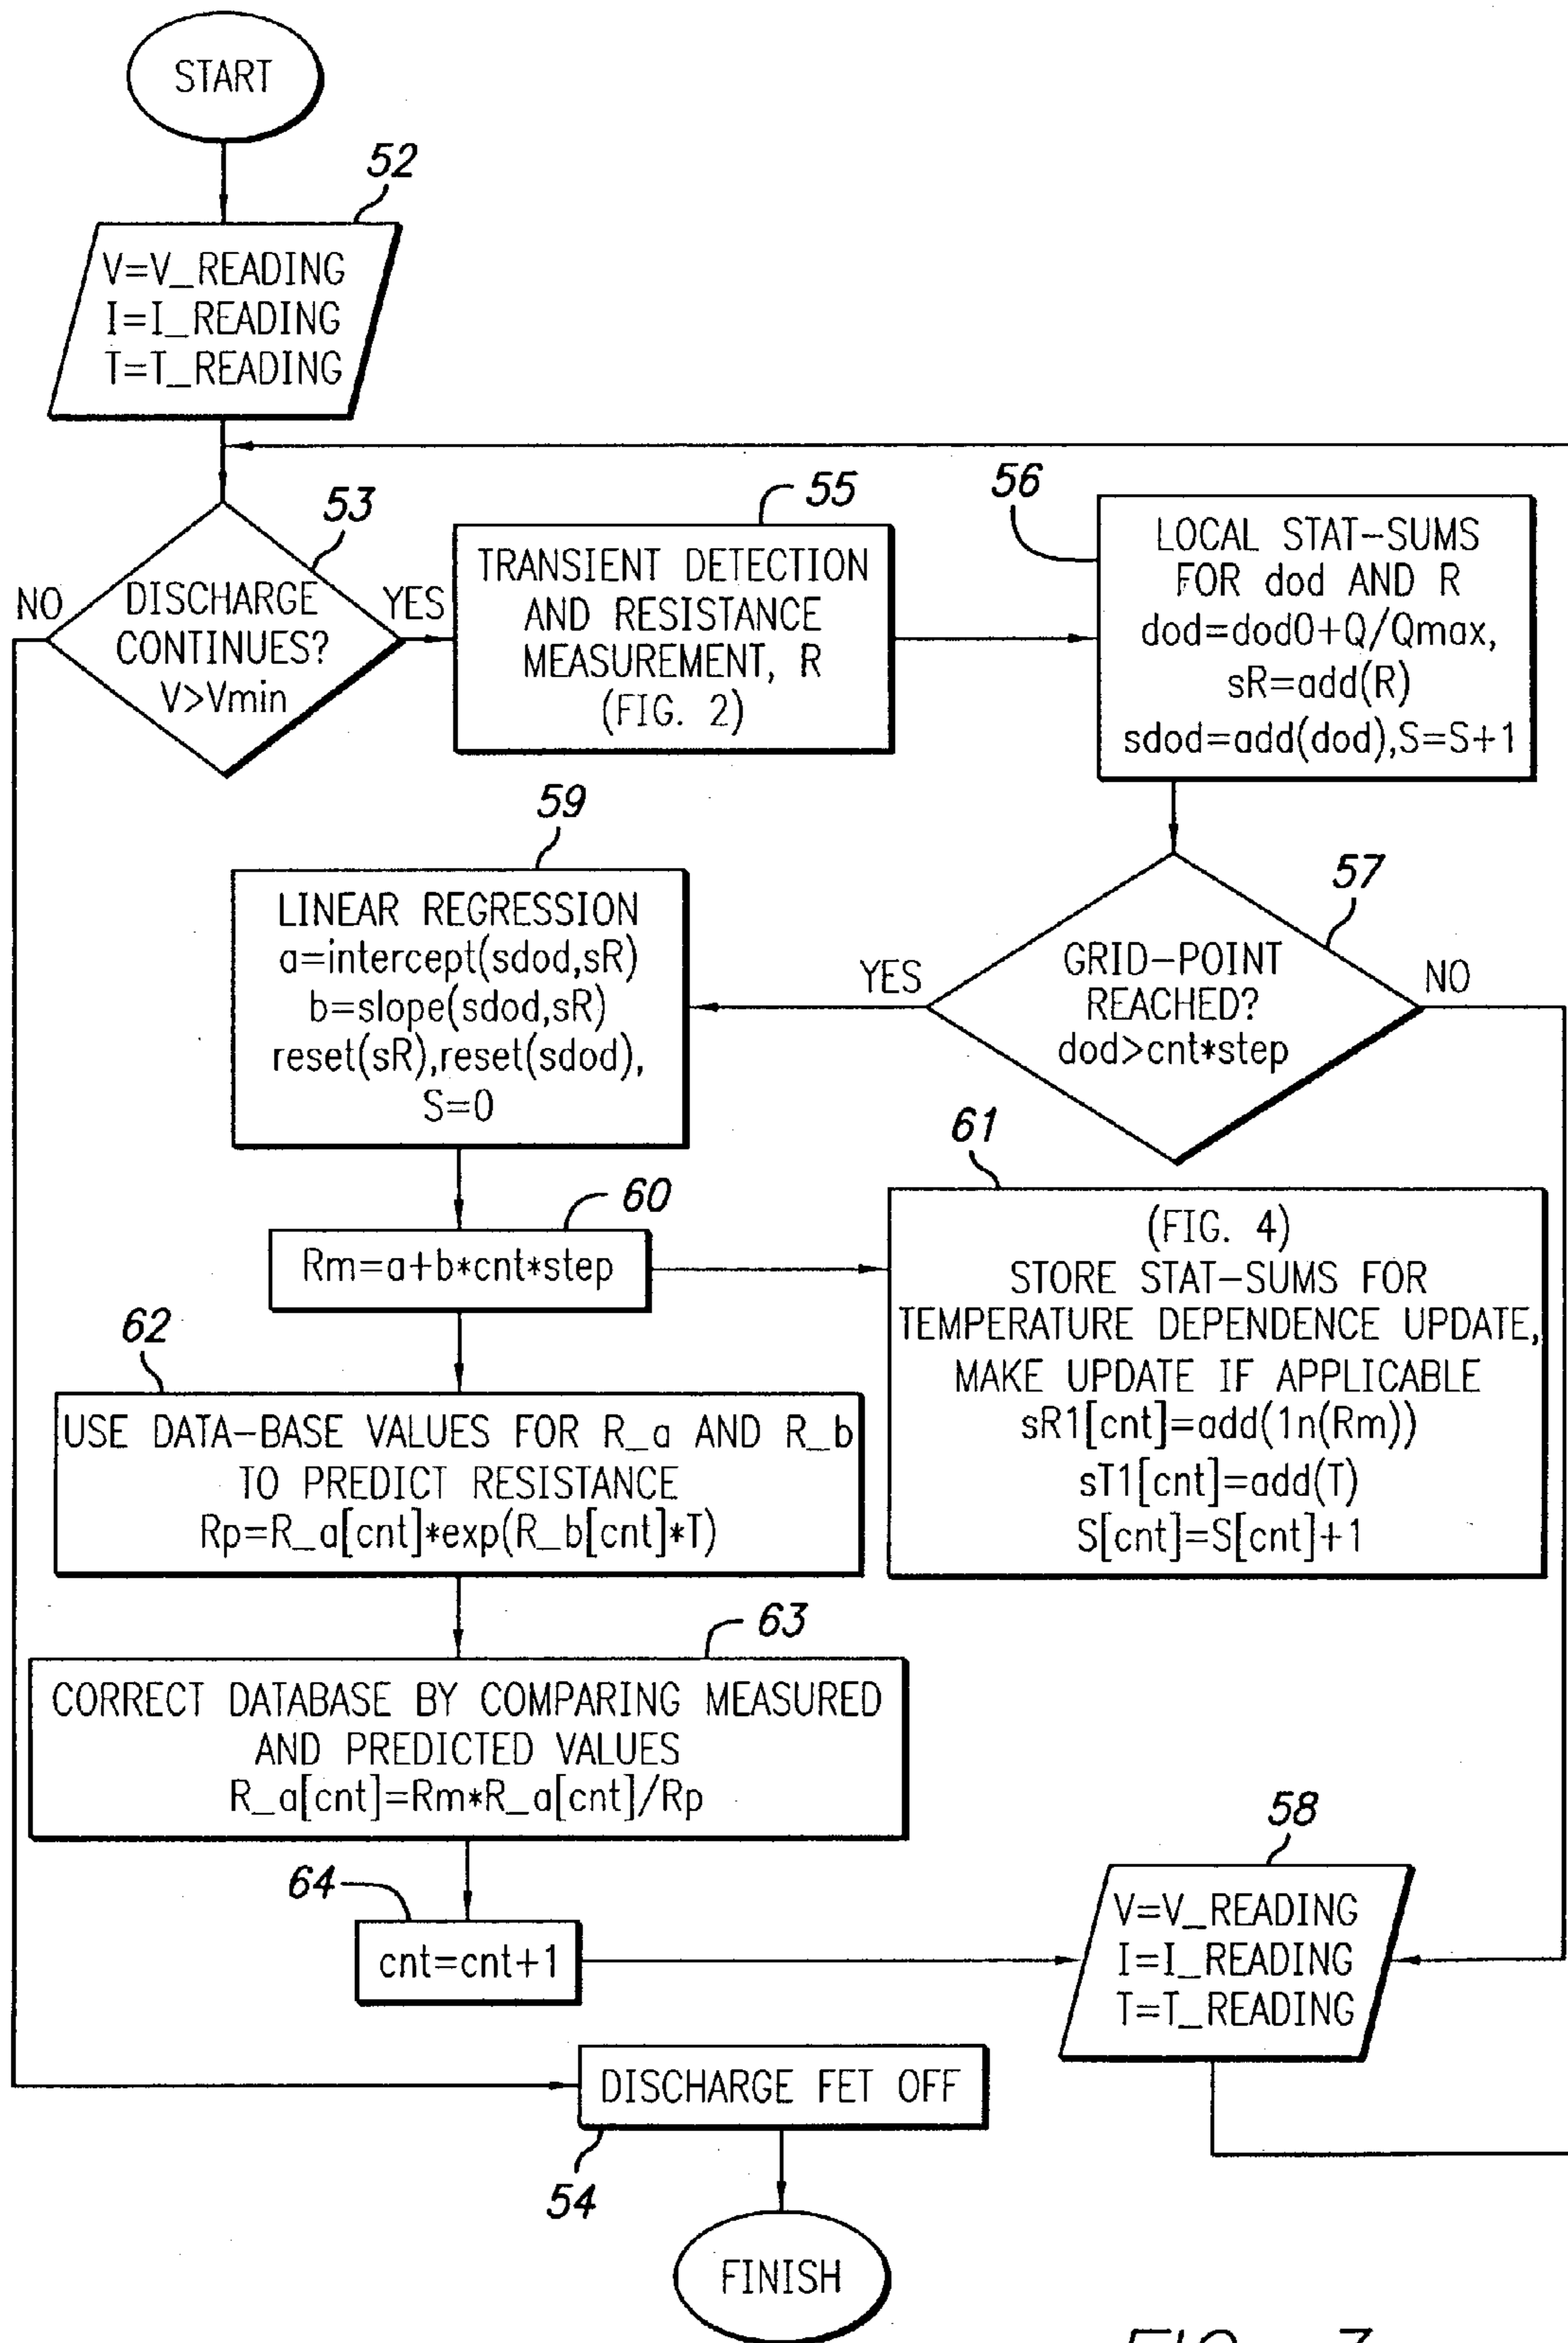 START
52
V=V_READING
I=I_READING
T=T_READING
53
NO
DISCHARGE
CONTINUES?
V>Vmin
YES
55
TRANSIENT DETECTION
AND RESISTANCE
MEASUREMENT, R
(FIG. 2)
56
LOCAL STAT-SUMS
FOR dod AND R
dod=dod0+Q/Qmax,
sR=add(R)
sdod=add(dod),S=S+1
57
GRID-POINT
REACHED?
dod>cnt*step
YES
NO
59
LINEAR REGRESSION
a=intercept(sdod,sR)
b=slope(sdod,sR)
reset(sR),reset(sdod),
S=0
60
Rm=a+b*cnt*step
61
(FIG. 4)
STORE STAT-SUMS FOR
TEMPERATURE DEPENDENCE UPDATE,
MAKE UPDATE IF APPLICABLE
sR1[cnt]=add(1n(Rm))
sT1[cnt]=add(T)
S[cnt]=S[cnt]+1
62
USE DATA-BASE VALUES FOR R_a AND R_b
TO PREDICT RESISTANCE
Rp=R_a[cnt]*exp(R_b[cnt]*T)
63
CORRECT DATABASE BY COMPARING MEASURED
AND PREDICTED VALUES
R_a[cnt]=Rm*R_a[cnt]/Rp
64
cnt=cnt+1
58
V=V_READING
I=I_READING
T=T_READING
DISCHARGE FET OFF
54
FINISH